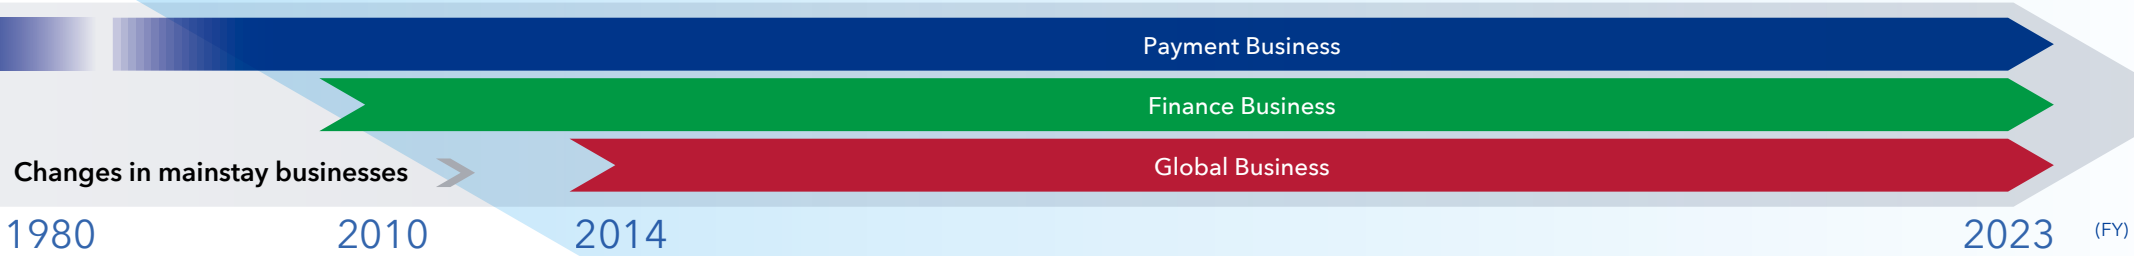 Payment Business
Finance Business
Global Business
Changes in mainstay businesses
1980 2010 2014 2023 (FY)